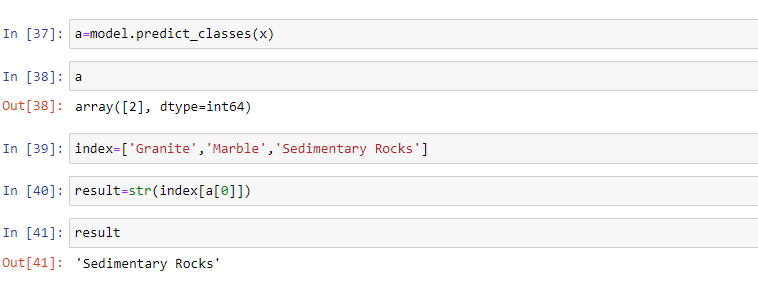 In [37]: a=model.predict_classes(x)
In [38]: a
Out[38]: array([2], dtype=int64)
In [39]: index=['Granite','Marble','Sedimentary Rocks']
In [40]: result=str(index[a[0]])
In [41]: result
Out[41]: 'Sedimentary Rocks'